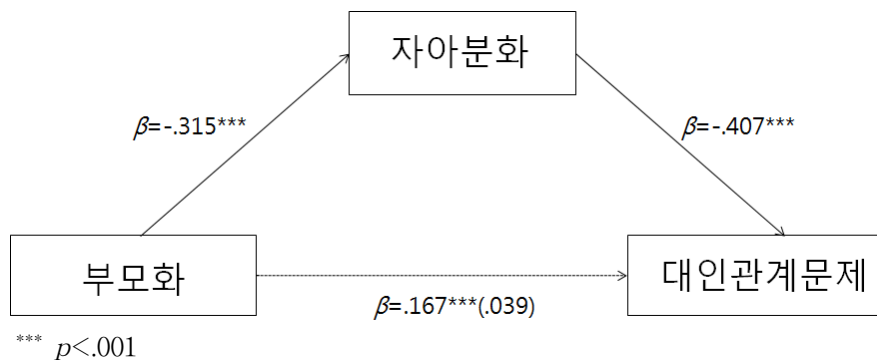 자아분화
β=-.315***
β=-.407***
부모화
대인관계문제
β=.167***(.039)
*** p<.001